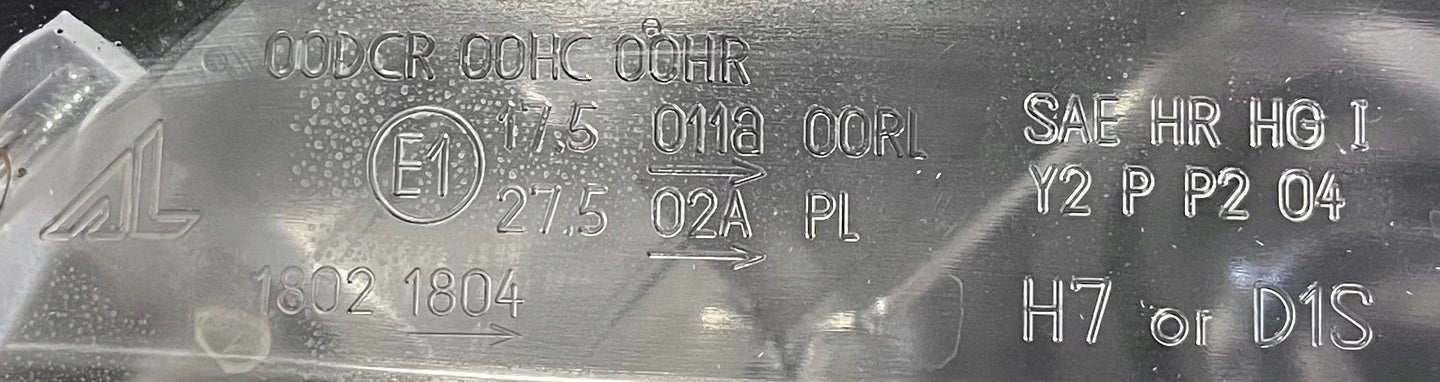 00DCR 00HC 00HR
E1 17.5 011a 00RL
27.5 02A PL
AL
1802 1804
SAE HR HG I
Y2 P P2 04
H7 or D1S